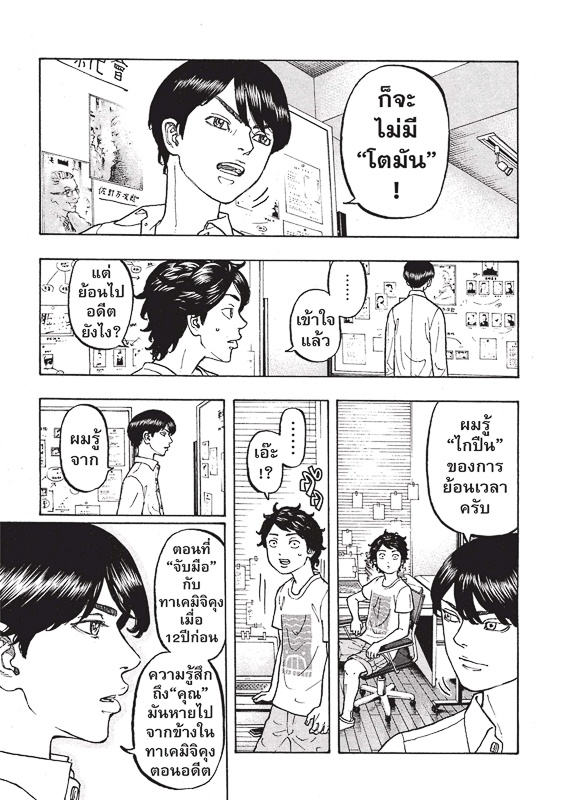 ก็จะ
ไม่มี
“โตมัน”
!
แต่
ย้อนไป
อดีต
ยังไง?
……
เข้าใจ
แล้ว
ผมรู้
“ไกปืน”
ของการ
ย้อนเวลา
ครับ
……
เอ๊ะ
!?
ผมรู้
จาก
ตอนที่
“จับมือ”
กับ
ทาเคมิจิคุง
เมื่อ
12ปีก่อน
ความรู้สึก
ถึง“คุณ”
มันหายไป
จากข้างใน
ทาเคมิจิคุง
ตอนอดีต